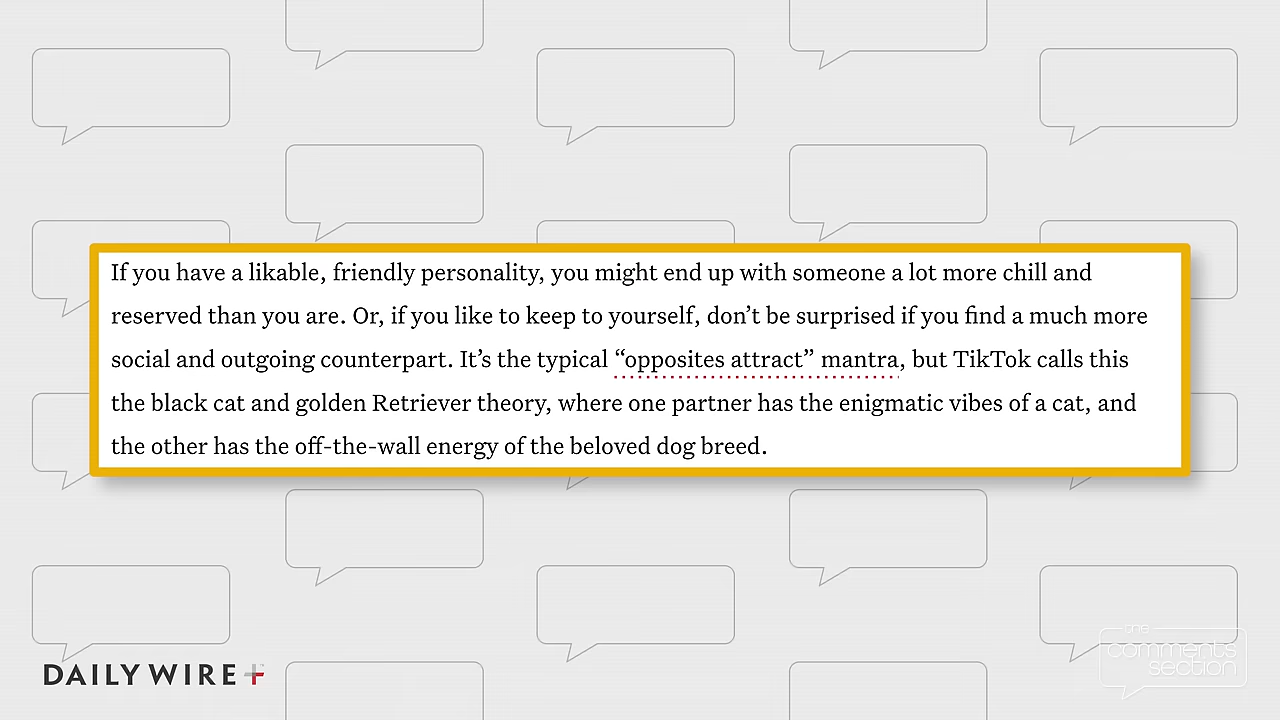 If you have a likable, friendly personality, you might end up with someone a lot more chill and
reserved than you are. Or, if you like to keep to yourself, don’t be surprised if you find a much more
social and outgoing counterpart. It’s the typical “opposites attract” mantra, but TikTok calls this
the black cat and golden Retriever theory, where one partner has the enigmatic vibes of a cat, and
the other has the off-the-wall energy of the beloved dog breed.
DAILY WIRE+
the
comments
section